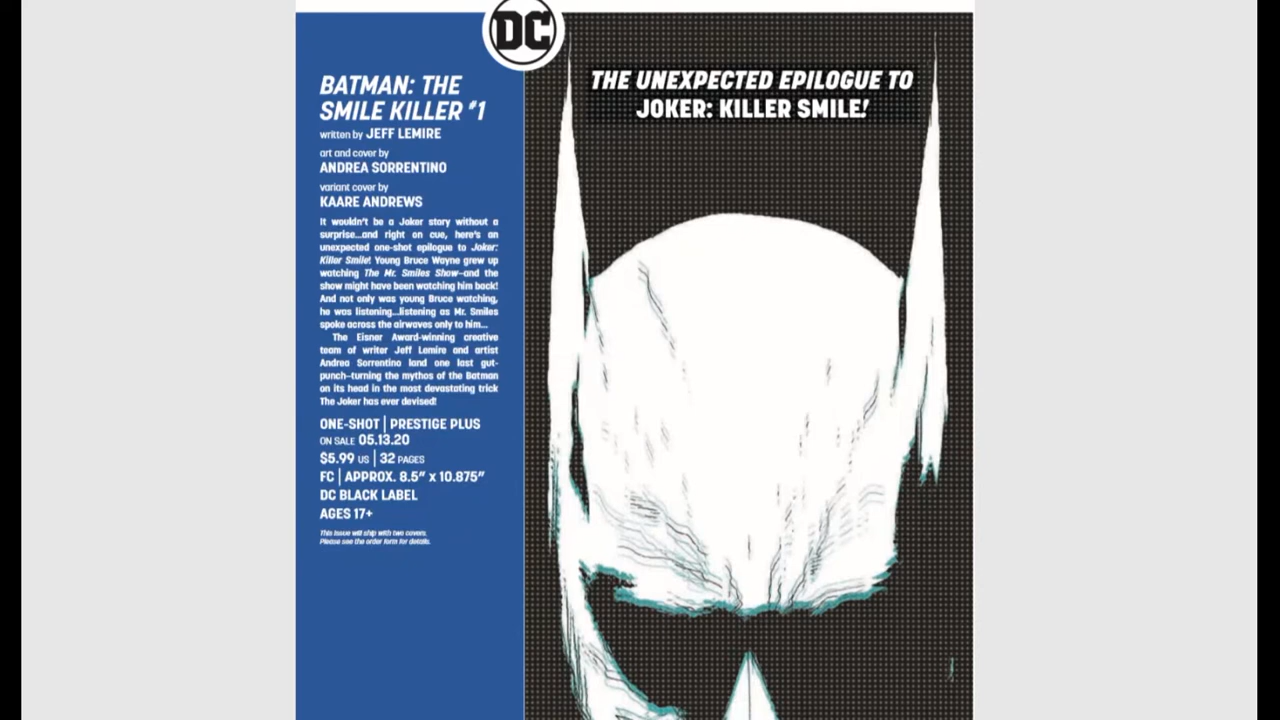 DC
BATMAN: THE
SMILE KILLER #1
written by JEFF LEMIRE
art and cover by
ANDREA SORRENTINO
variant cover by
KAARE ANDREWS
It wouldn't be a Joker story without a
surprise...and right on cue, here's an
unexpected one-shot epilogue to Joker:
Killer Smile! Young Bruce Wayne grew up
watching The Mr. Smiles Show—and the
show might have been watching him back!
And not only was young Bruce watching,
he was listening...listening as Mr. Smiles
spoke across the airwaves only to him...
The Eisner Award-winning creative
team of writer Jeff Lemire and artist
Andrea Sorrentino land one last gut-
punch—turning the mythos of the Batman
on its head in the most devastating trick
The Joker has ever devised!
ONE-SHOT | PRESTIGE PLUS
ON SALE 05.13.20
$5.99 US | 32 PAGES
FC | APPROX. 8.5" x 10.875"
DC BLACK LABEL
AGES 17+
This issue will ship with two covers.
Please see the order form for details.
THE UNEXPECTED EPILOGUE TO
JOKER: KILLER SMILE!